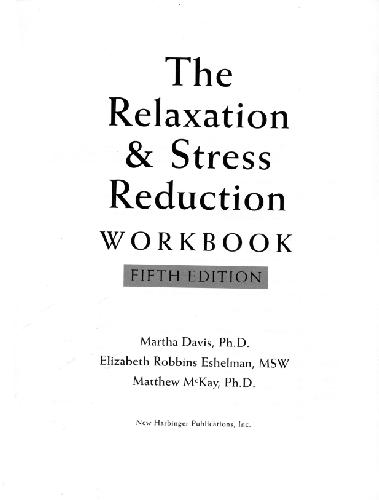 The
Relaxation
& Stress
Reduction
WORKBOOK
FIFTH EDITION
Martha Davis, Ph.D.
Elizabeth Robbins Eshelman, MSW
Matthew McKay, Ph.D.
New Harbinger Publications, Inc.